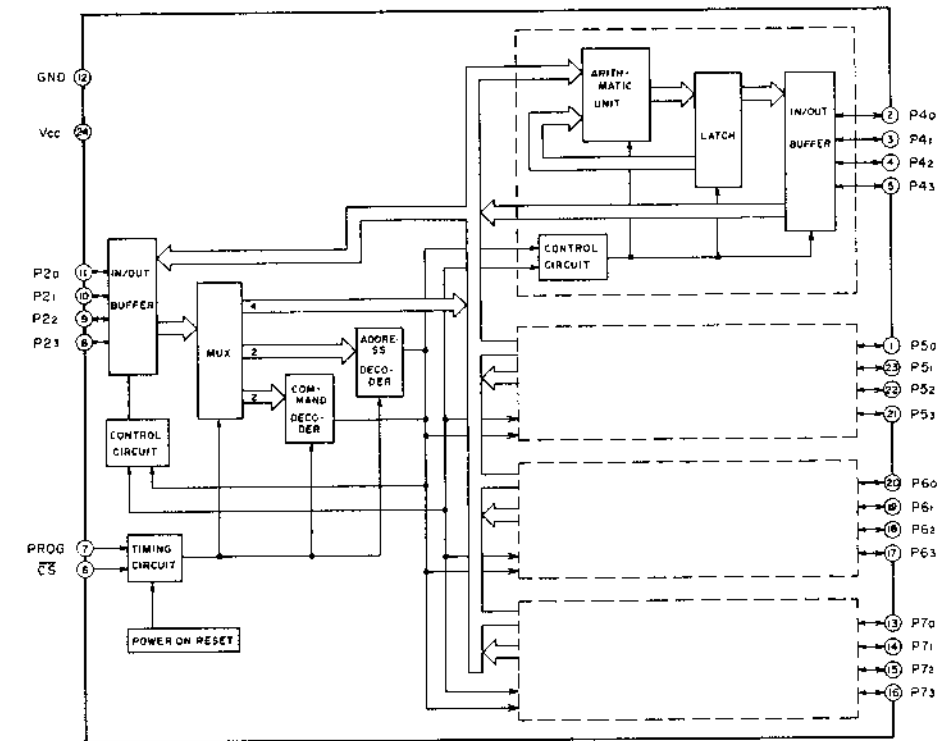 GND 12
Vcc 24
P20 11
P21 10
P22 9
P23 8
IN/OUT
BUFFER
MUX
4
2
2
ADDRE-
SS
DECODER
COM-
MAND
DECO-
DER
CONTROL
CIRCUIT
PROG 7
CS 6
TIMING
CIRCUIT
POWER ON RESET
ARITH-
MATIC
UNIT
LATCH
IN/OUT
BUFFER
CONTROL
CIRCUIT
2 P40
3 P41
4 P42
5 P43
1 P50
23 P51
22 P52
21 P53
20 P60
19 P61
18 P62
17 P63
13 P70
14 P71
15 P72
16 P73